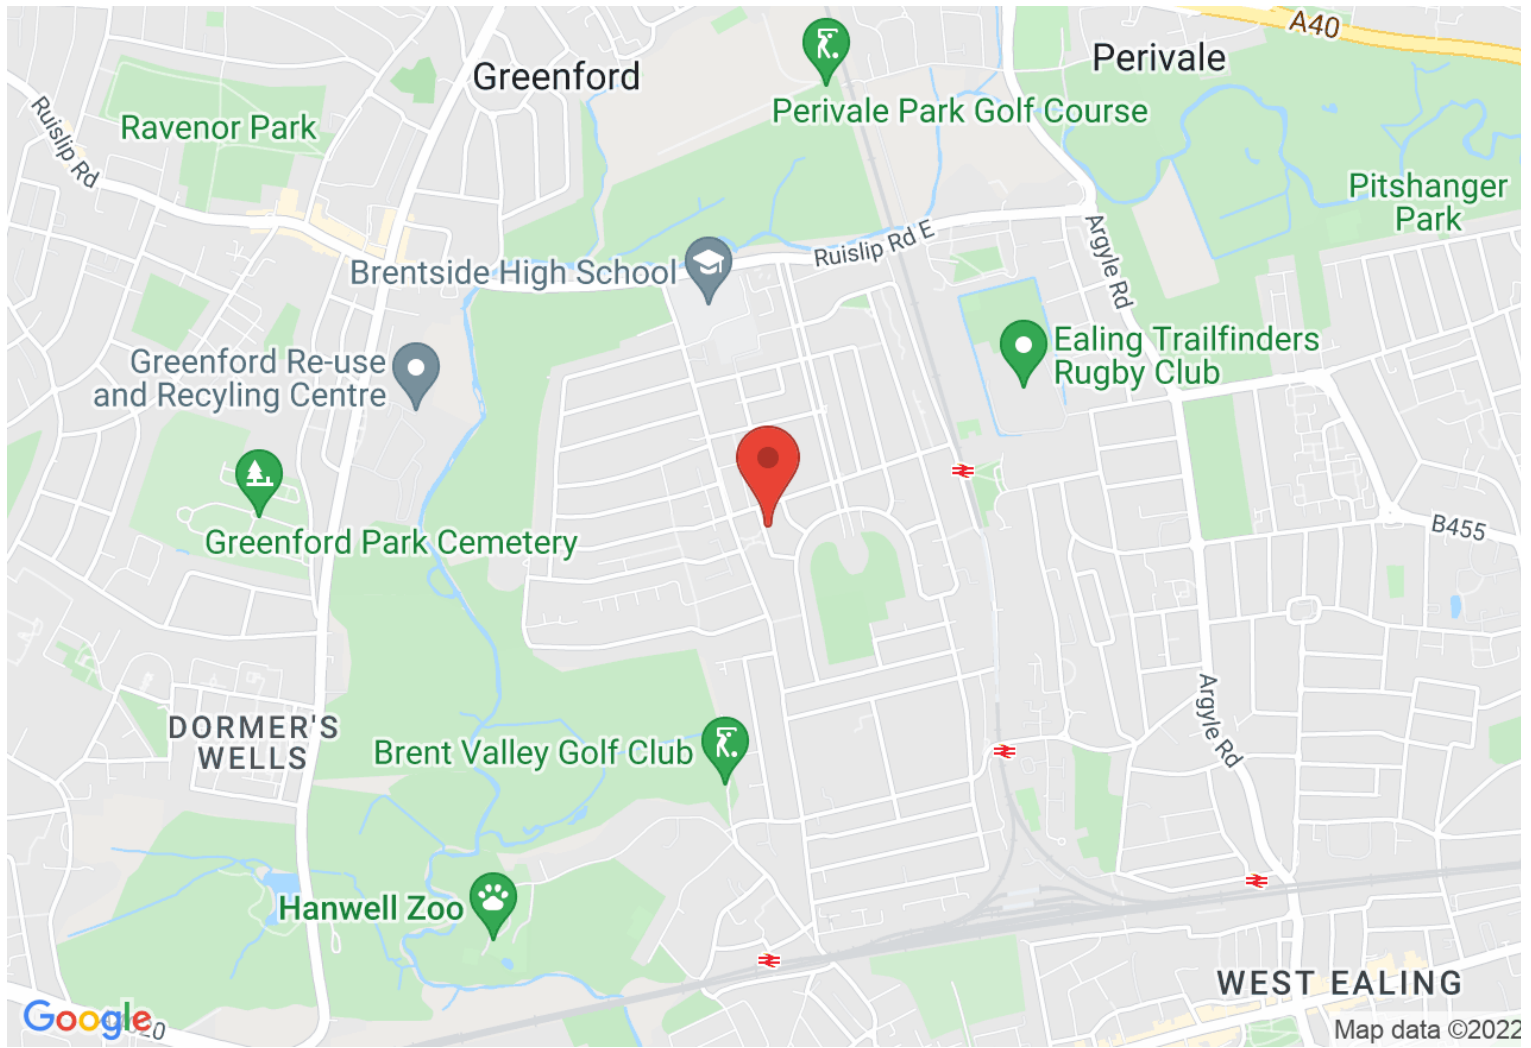 A40
Greenford
Perivale
Perivale Park Golf Course
Ravenor Park
Ruislip Rd
Pitshanger
Park
Ruislip Rd E
Argyle Rd
Brentside High School
Ealing Trailfinders
Rugby Club
Greenford Re-use
and Recyling Centre
B455
Greenford Park Cemetery
Argyle Rd
DORMER'S
WELLS
Brent Valley Golf Club
Hanwell Zoo
WEST EALING
Google
Map data ©2022